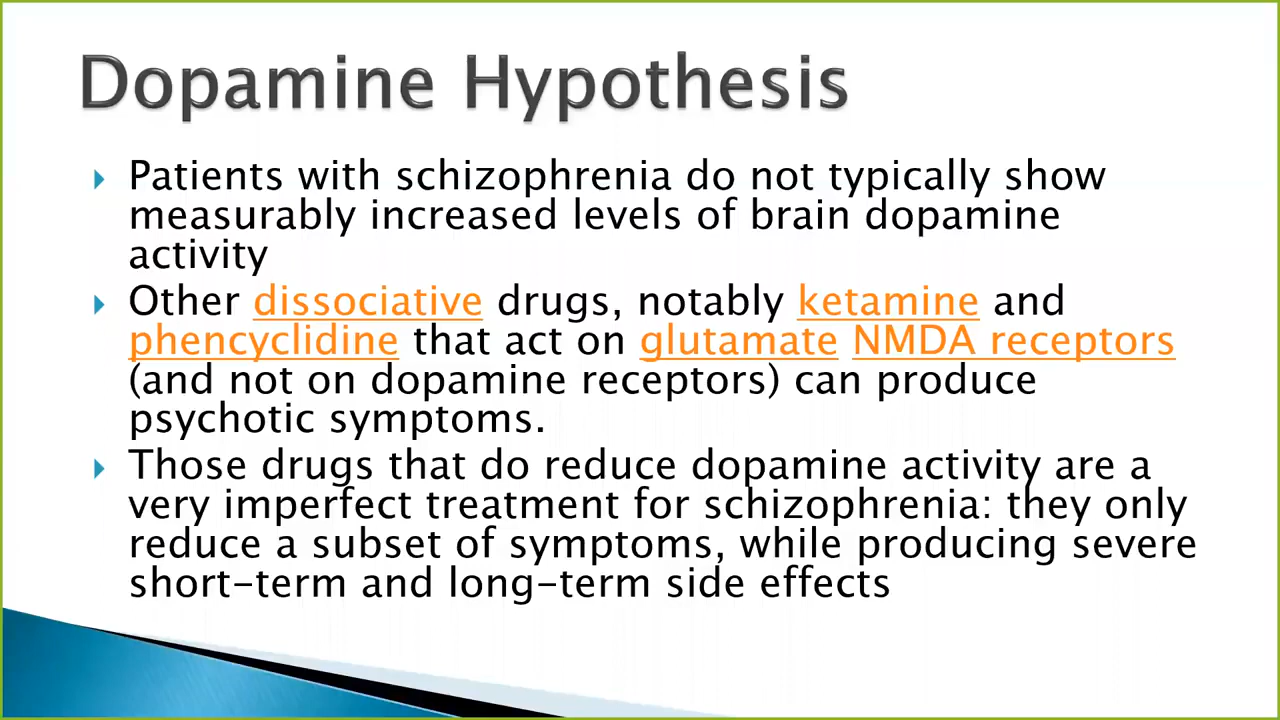 Dopamine Hypothesis
Patients with schizophrenia do not typically show
measurably increased levels of brain dopamine
activity
Other dissociative drugs, notably ketamine and
phencyclidine that act on glutamate NMDA receptors
(and not on dopamine receptors) can produce
psychotic symptoms.
Those drugs that do reduce dopamine activity are a
very imperfect treatment for schizophrenia: they only
reduce a subset of symptoms, while producing severe
short-term and long-term side effects